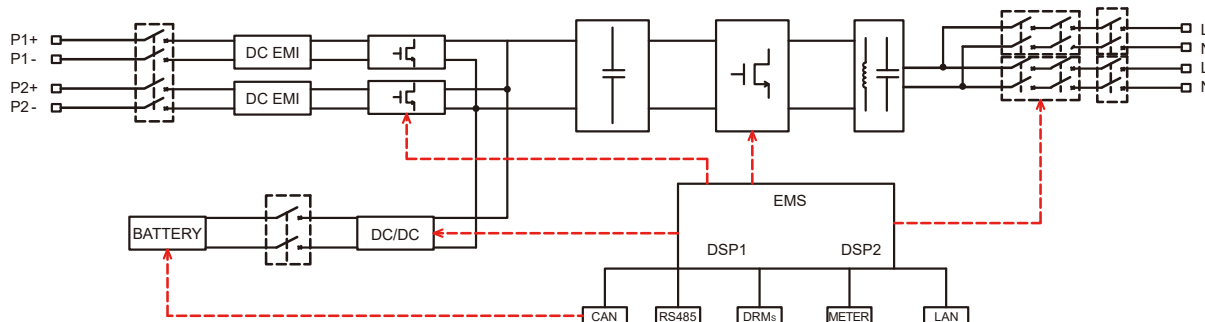 P1+
P1-
P2+
P2-
DC EMI
DC EMI
L
N
L
N
BATTERY
DC/DC
EMS
DSP1
DSP2
CAN
RS485
DRMs
METER
LAN